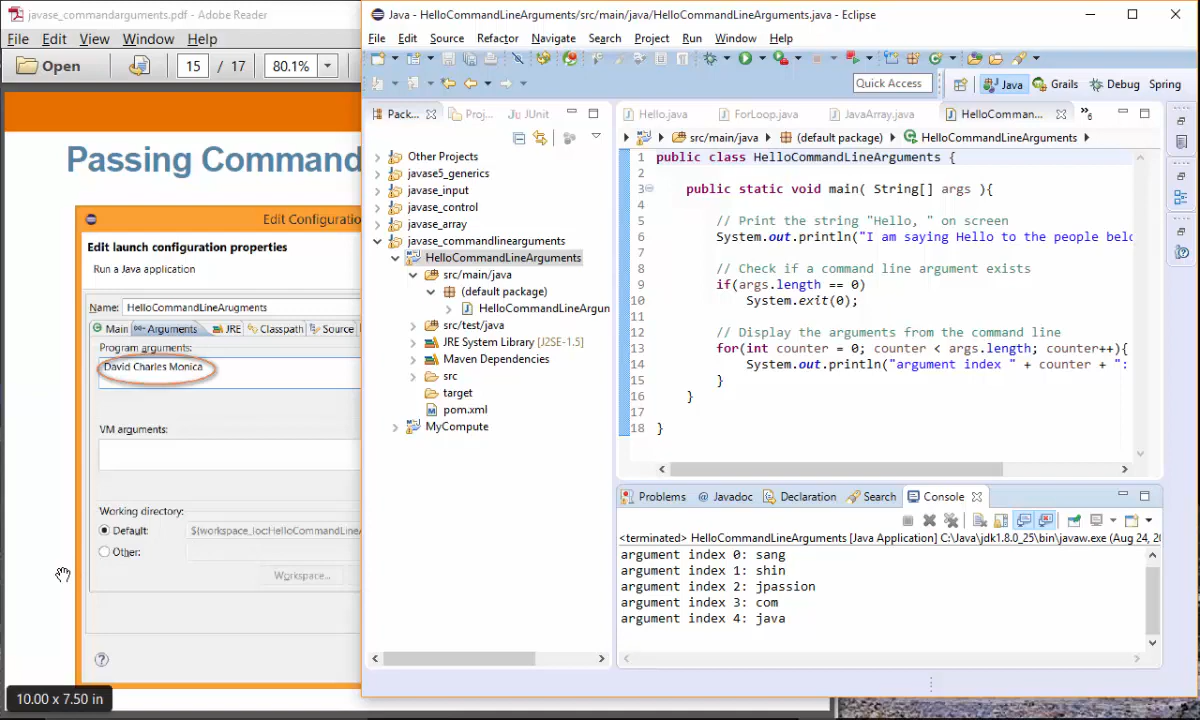 javase_commandarguments.pdf - Adobe Reader
File Edit View Window Help
Open 15 / 17 80.1%
Passing Command
Edit Configuratio
Edit launch configuration properties
Run a Java application
Name: HelloCommandLineArugments
Main Arguments JRE Classpath Source
Program arguments:
David Charles Monica
VM arguments:
Working directory:
Default: ${workspace_loc:HelloCommandLineA
Other:
Workspace...
10.00 x 7.50 in
Java - HelloCommandLineArguments/src/main/java/HelloCommandLineArguments.java - Eclipse
File Edit Source Refactor Navigate Search Project Run Window Help
Quick Access Java Grails Debug Spring
Pack... Proj... JUnit
Other Projects
javase5_generics
javase_input
javase_control
javase_array
javase_commandlinearguments
HelloCommandLineArguments
src/main/java
(default package)
HelloCommandLineArgun
src/test/java
JRE System Library [J2SE-1.5]
Maven Dependencies
src
target
pom.xml
MyCompute
Hello.java ForLoop.java JavaArray.java HelloComman... »6
src/main/java (default package) HelloCommandLineArguments
1 public class HelloCommandLineArguments {
2
3 public static void main( String[] args ){
4
5 // Print the string "Hello, " on screen
6 System.out.println("I am saying Hello to the people belo
7
8 // Check if a command line argument exists
9 if(args.length == 0)
10 System.exit(0);
11
12 // Display the arguments from the command line
13 for(int counter = 0; counter < args.length; counter++){
14 System.out.println("argument index " + counter + ":
15 }
16 }
17
18 }
Problems @ Javadoc Declaration Search Console
<terminated> HelloCommandLineArguments [Java Application] C:\Java\jdk1.8.0_25\bin\javaw.exe (Aug 24, 20
argument index 0: sang
argument index 1: shin
argument index 2: jpassion
argument index 3: com
argument index 4: java